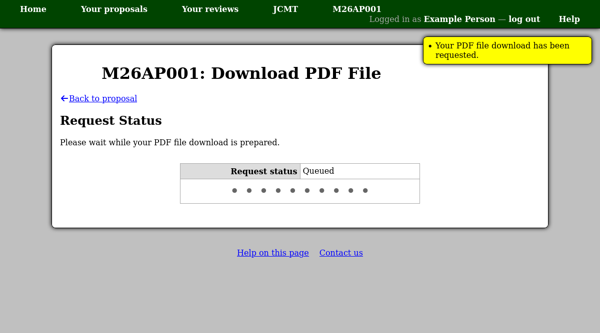 Home Your proposals Your reviews JCMT M26AP001
Logged in as Example Person — log out Help
Your PDF file download has been
requested.
M26AP001: Download PDF File
Back to proposal
Request Status
Please wait while your PDF file download is prepared.
Request status Queued
Help on this page Contact us